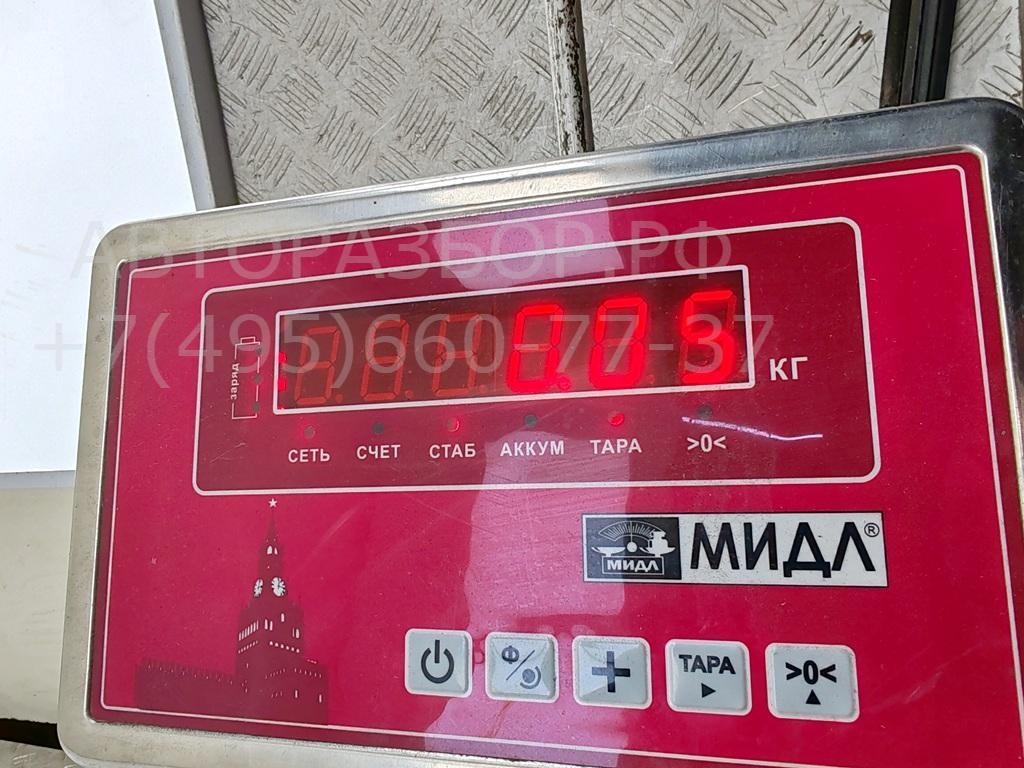 АВТОРАЗБОР.РФ
+7(495)660-77-37
заряд
0.05 КГ
СЕТЬ СЧЕТ СТАБ АККУМ ТАРА >0<
МИДЛ МИДЛ®
Ф/ + ТАРА >0<